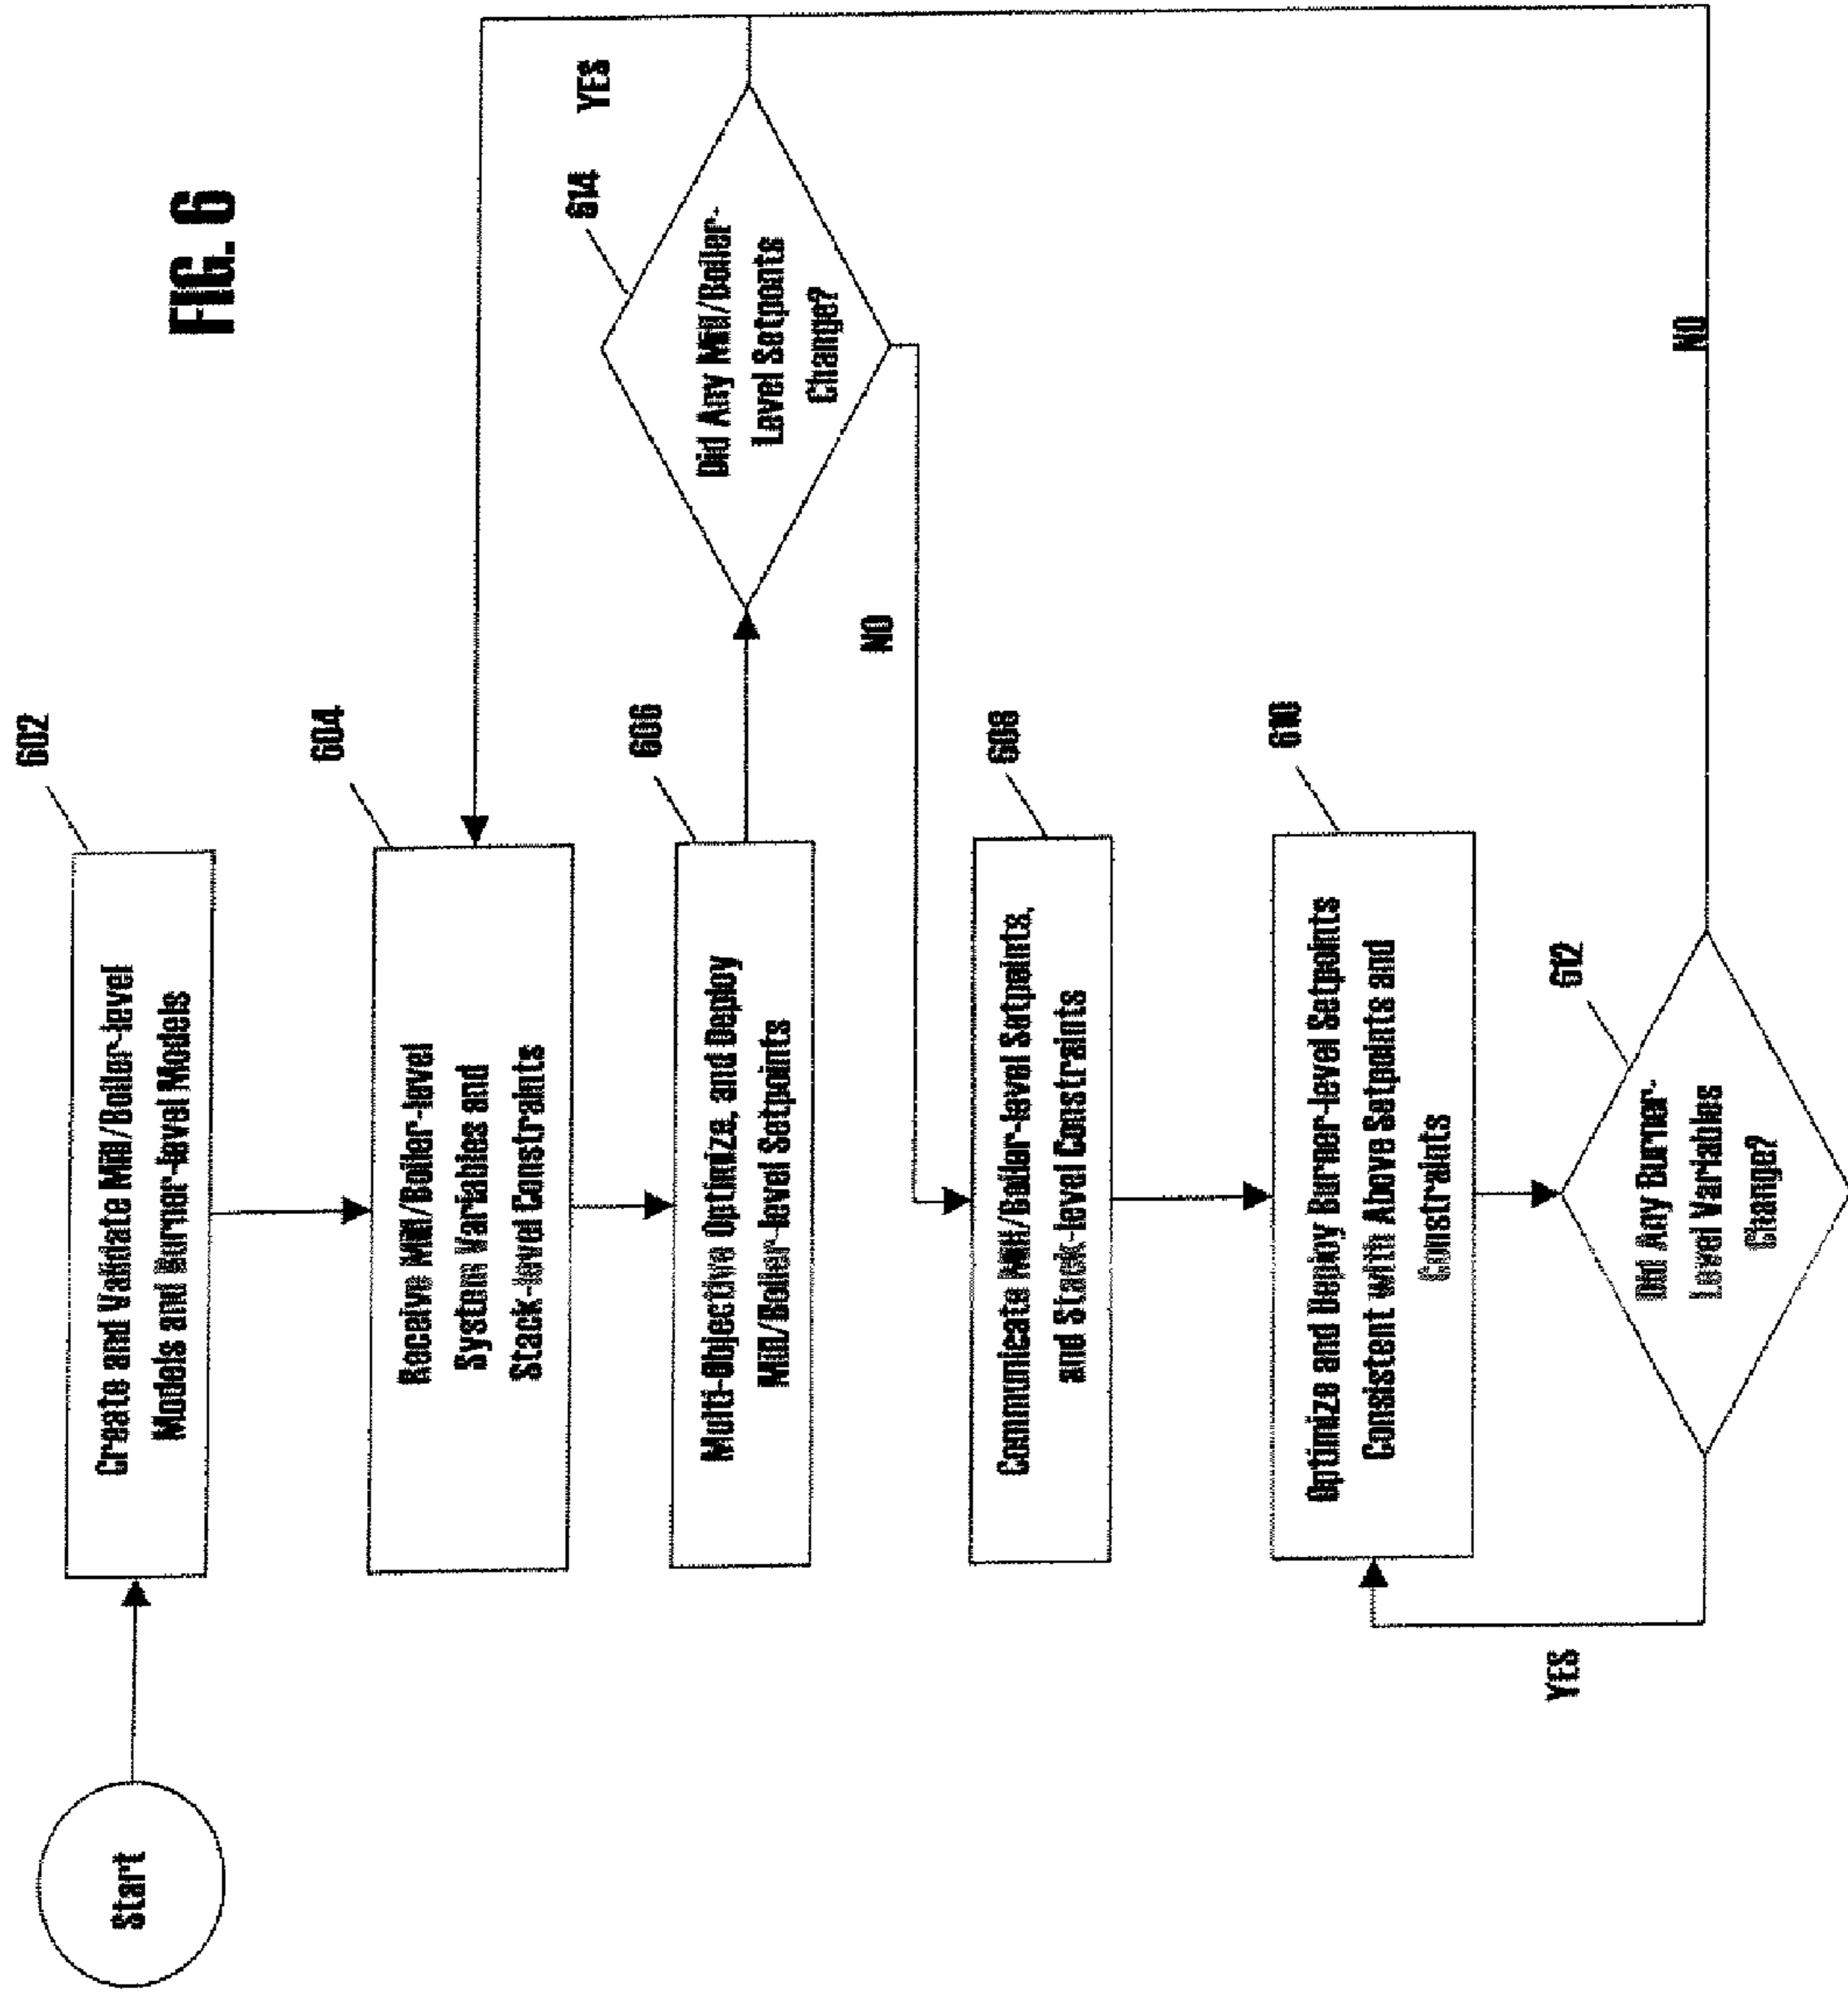 FIG. 6
Start
602
Create and Validate Mill/Boiler-level
Models and Burner-level Models
604
Receive Mill/Boiler-level
System Variables and
Stack-level Constraints
606
Multi-Objective Optimize, and Deploy
Mill/Boiler-level Setpoints
614
YES
Did Any Mill/Boiler-
Level Setponts
Change?
NO
608
Communicate Mill/Boiler-level Setpoints,
and Stack-level Constraints
610
Optimize and Deploy Burner-level Setpoints
Consistent with Above Setpoints and
Constraints
612
Did Any Burner-
Level Variables
Change?
YES
NO